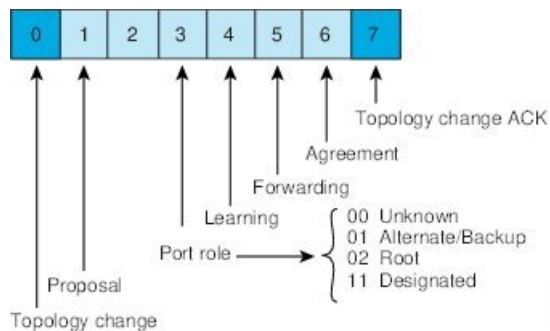 0 1 2 3 4 5 6 7
Topology change ACK
Agreement
Forwarding
Learning
Port role
00 Unknown
01 Alternate/Backup
02 Root
11 Designated
Proposal
Topology change